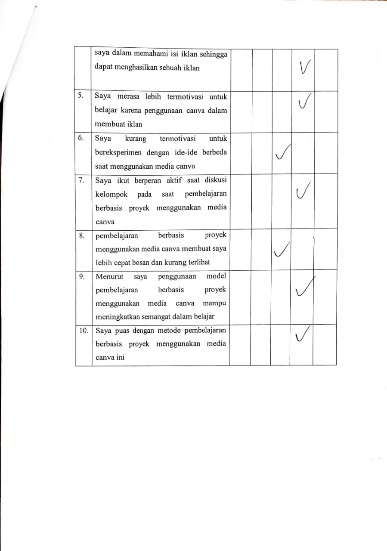 saya dalam memahami isi iklan sehingga
dapat menghasilkan sebuah iklan
5. Saya merasa lebih termotivasi untuk
belajar karena penggunaan canva dalam
membuat iklan
6. Saya kurang termotivasi untuk
bereksperimen dengan ide-ide berbeda
saat menggunakan media canva
7. Saya ikut berperan aktif saat diskusi
kelompok pada saat pembelajaran
berbasis proyek menggunakan media
canva
8. pembelajaran berbasis proyek
menggunakan media canva membuat saya
lebih cepat bosan dan kurang terlibat
9. Menurut saya penggunaan model
pembelajaran berbasis proyek
menggunakan media canva mampu
meningkatkan semangat dalam belajar
10. Saya puas dengan metode pembelajaran
berbasis proyek menggunakan media
canva ini